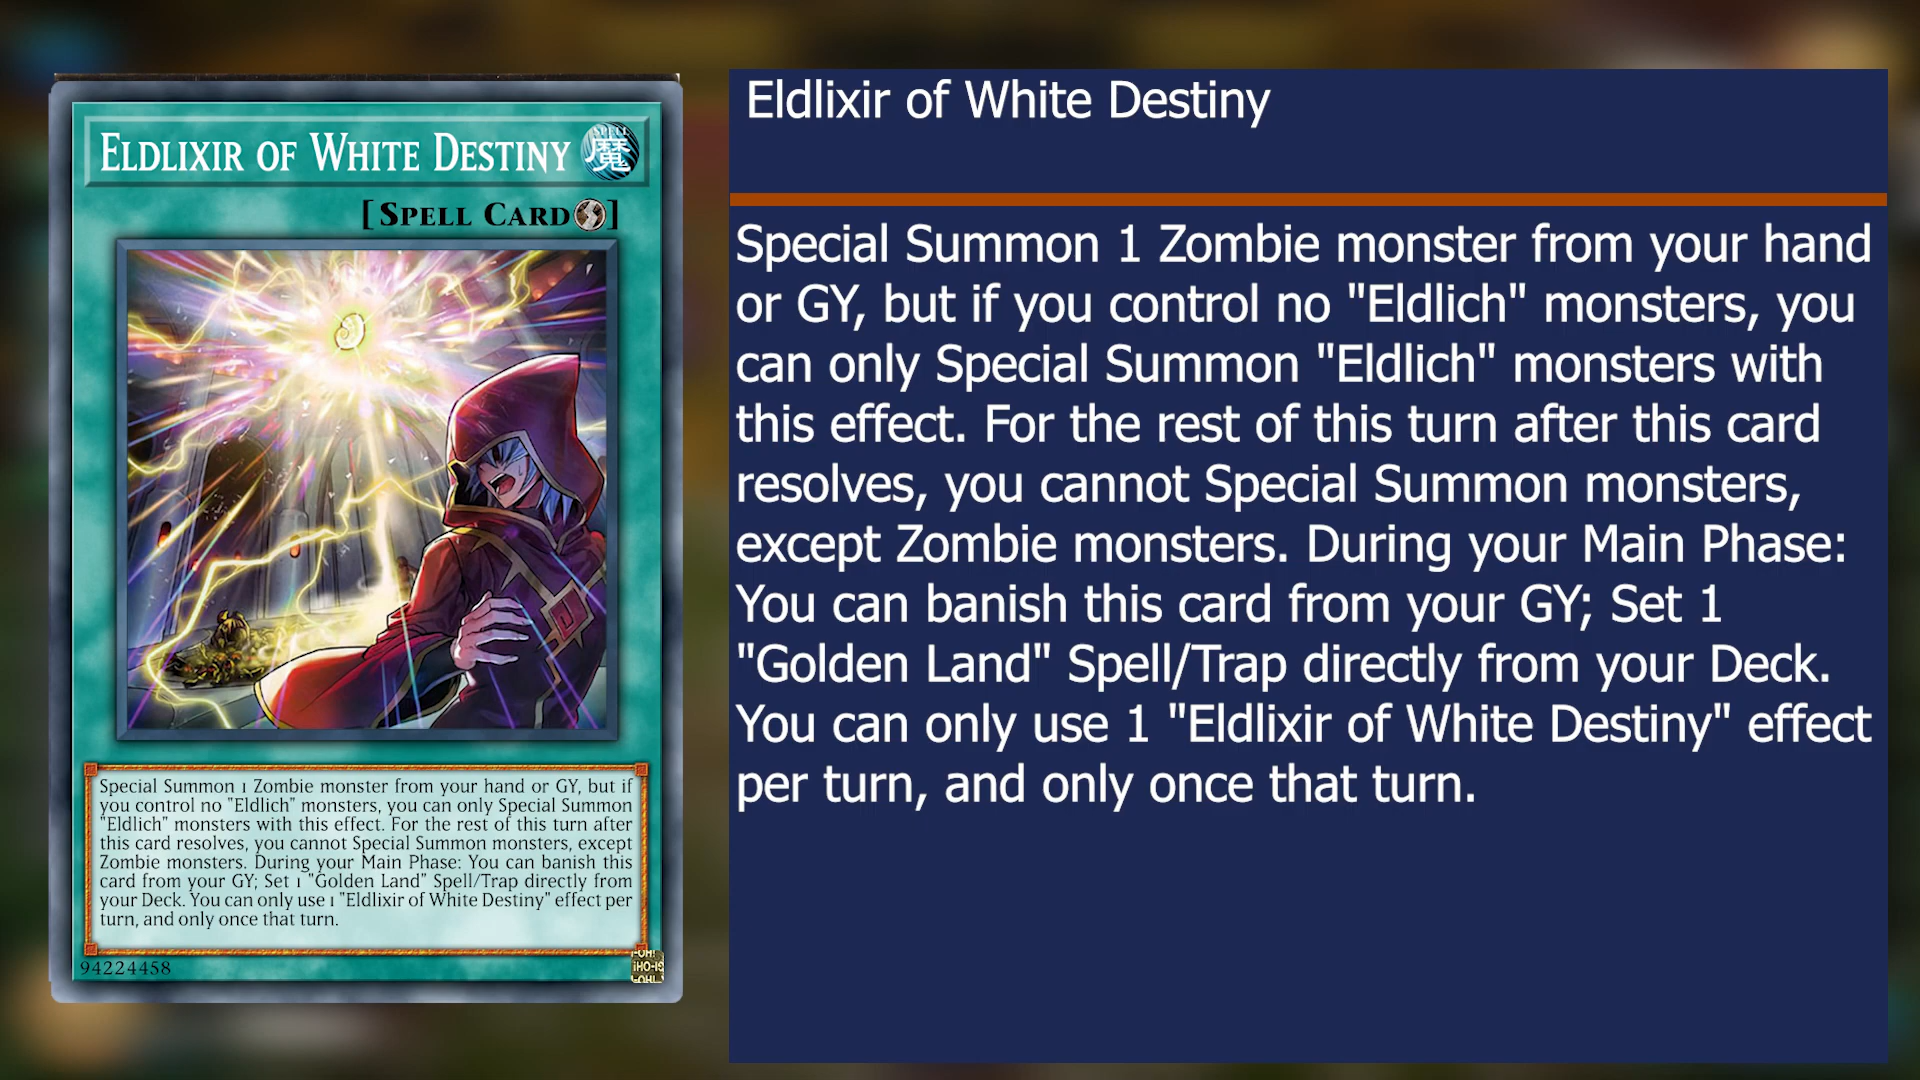 ELDLIXIR OF WHITE DESTINY
SPELL
魔
[SPELL CARD]
Special Summon 1 Zombie monster from your hand or GY, but if
you control no "Eldlich" monsters, you can only Special Summon
"Eldlich" monsters with this effect. For the rest of this turn after
this card resolves, you cannot Special Summon monsters, except
Zombie monsters. During your Main Phase: You can banish this
card from your GY; Set 1 "Golden Land" Spell/Trap directly from
your Deck. You can only use 1 "Eldlixir of White Destiny" effect per
turn, and only once that turn.
94224458
Eldlixir of White Destiny
Special Summon 1 Zombie monster from your hand
or GY, but if you control no "Eldlich" monsters, you
can only Special Summon "Eldlich" monsters with
this effect. For the rest of this turn after this card
resolves, you cannot Special Summon monsters,
except Zombie monsters. During your Main Phase:
You can banish this card from your GY; Set 1
"Golden Land" Spell/Trap directly from your Deck.
You can only use 1 "Eldlixir of White Destiny" effect
per turn, and only once that turn.